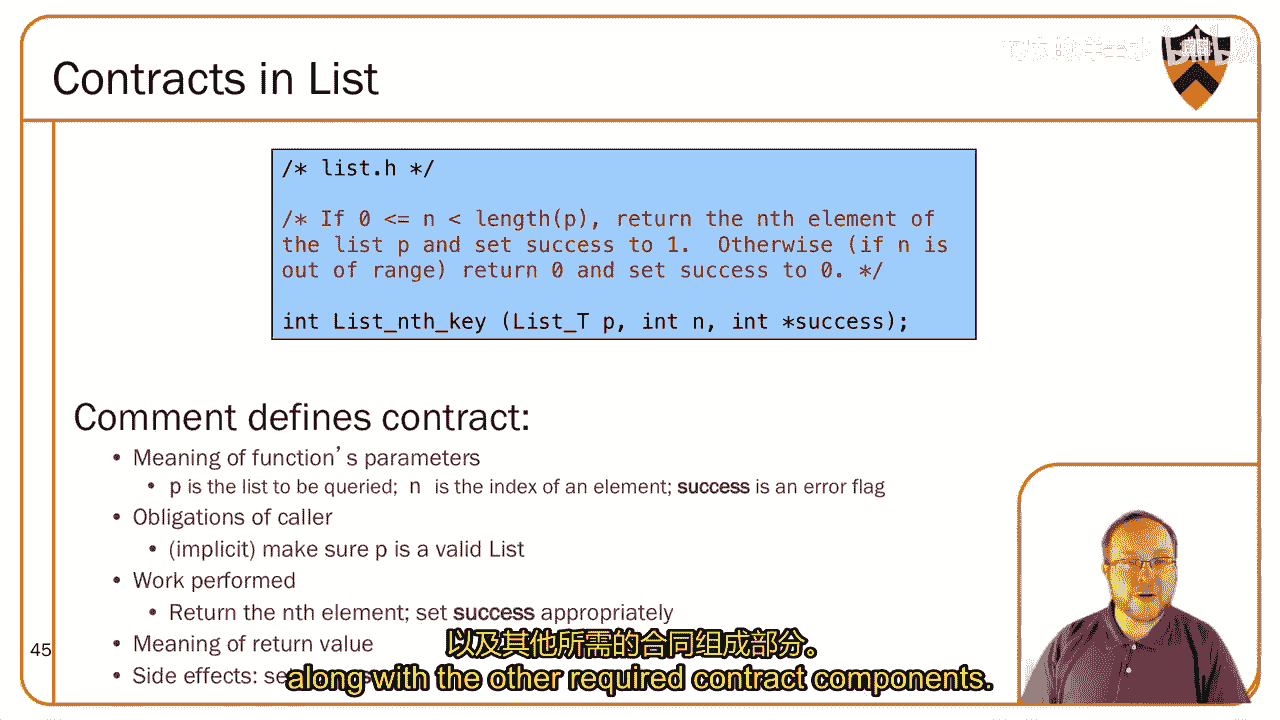 Contracts in List
/* list.h */
/* If 0 <= n < length(p), return the nth element of
the list p and set success to 1. Otherwise (if n is
out of range) return 0 and set success to 0. */
int List_nth_key (List_T p, int n, int *success);
Comment defines contract:
• Meaning of function's parameters
• p is the list to be queried; n is the index of an element; success is an error flag
• Obligations of caller
• (implicit) make sure p is a valid List
• Work performed
• Return the nth element; set success appropriately
45
• Meaning of return value
以及其他所需的合同组成部分。
• Side effects:
along with the other required contract components.
bilibili